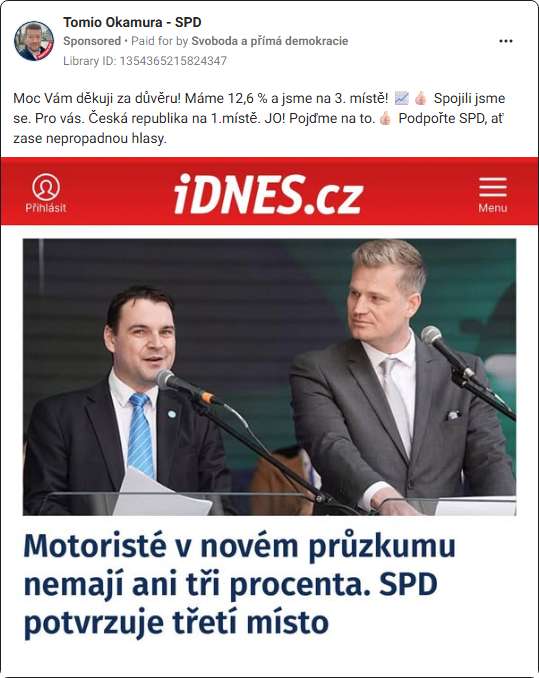 Tomio Okamura - SPD
Sponsored • Paid for by Svoboda a přímá demokracie
Library ID: 1354365215824347
Moc Vám děkuji za důvěru! Máme 12,6 % a jsme na 3. místě! 📈 👍🏻 Spojili jsme
se. Pro vás. Česká republika na 1.místě. JO! Pojďme na to. 👍🏻 Podpořte SPD, ať
zase nepropadnou hlasy.
Přihlásit
iDNES.cz
Menu
Motoristé v novém průzkumu
nemají ani tři procenta. SPD
potvrzuje třetí místo